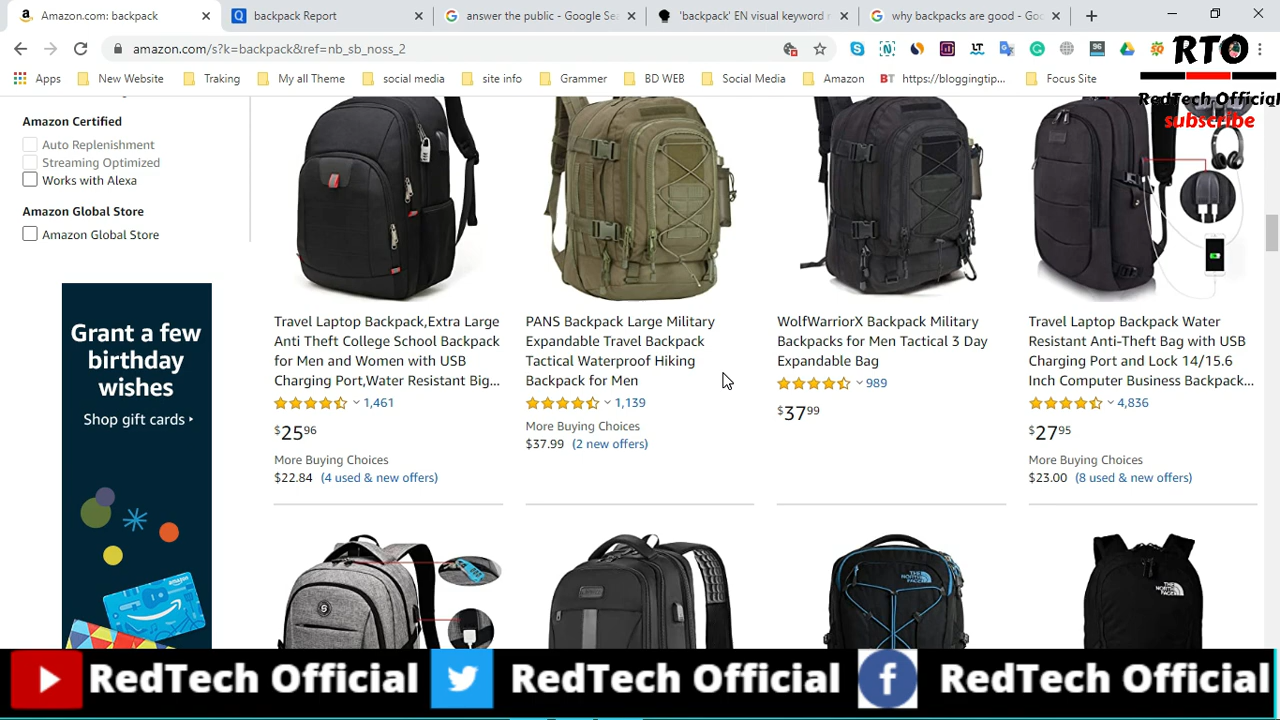 Amazon.com: backpack
backpack Report
answer the public - Google Se
'backpack' EN visual keyword r
why backpacks are good - Go
amazon.com/s?k=backpack&ref=nb_sb_noss_2
96
RTO
Apps
New Website
Traking
My all Theme
social media
site info
Grammer
BD WEB
Social Media
Amazon
BT https://bloggingtip...
Focus Site
RedTech Official
subscribe
Amazon Certified
Auto Replenishment
Streaming Optimized
Works with Alexa
Amazon Global Store
Amazon Global Store
Grant a few
birthday
wishes
Shop gift cards
Travel Laptop Backpack,Extra Large
Anti Theft College School Backpack
for Men and Women with USB
Charging Port,Water Resistant Big...
1,461
$25 96
More Buying Choices
$22.84 (4 used & new offers)
PANS Backpack Large Military
Expandable Travel Backpack
Tactical Waterproof Hiking
Backpack for Men
1,139
More Buying Choices
$37.99 (2 new offers)
WolfWarriorX Backpack Military
Backpacks for Men Tactical 3 Day
Expandable Bag
989
$37 99
Travel Laptop Backpack Water
Resistant Anti-Theft Bag with USB
Charging Port and Lock 14/15.6
Inch Computer Business Backpack...
4,836
$27 95
More Buying Choices
$23.00 (8 used & new offers)
THE
NORTH
FACE
THE
NORTH
FACE
RedTech Official
RedTech Official
RedTech Official